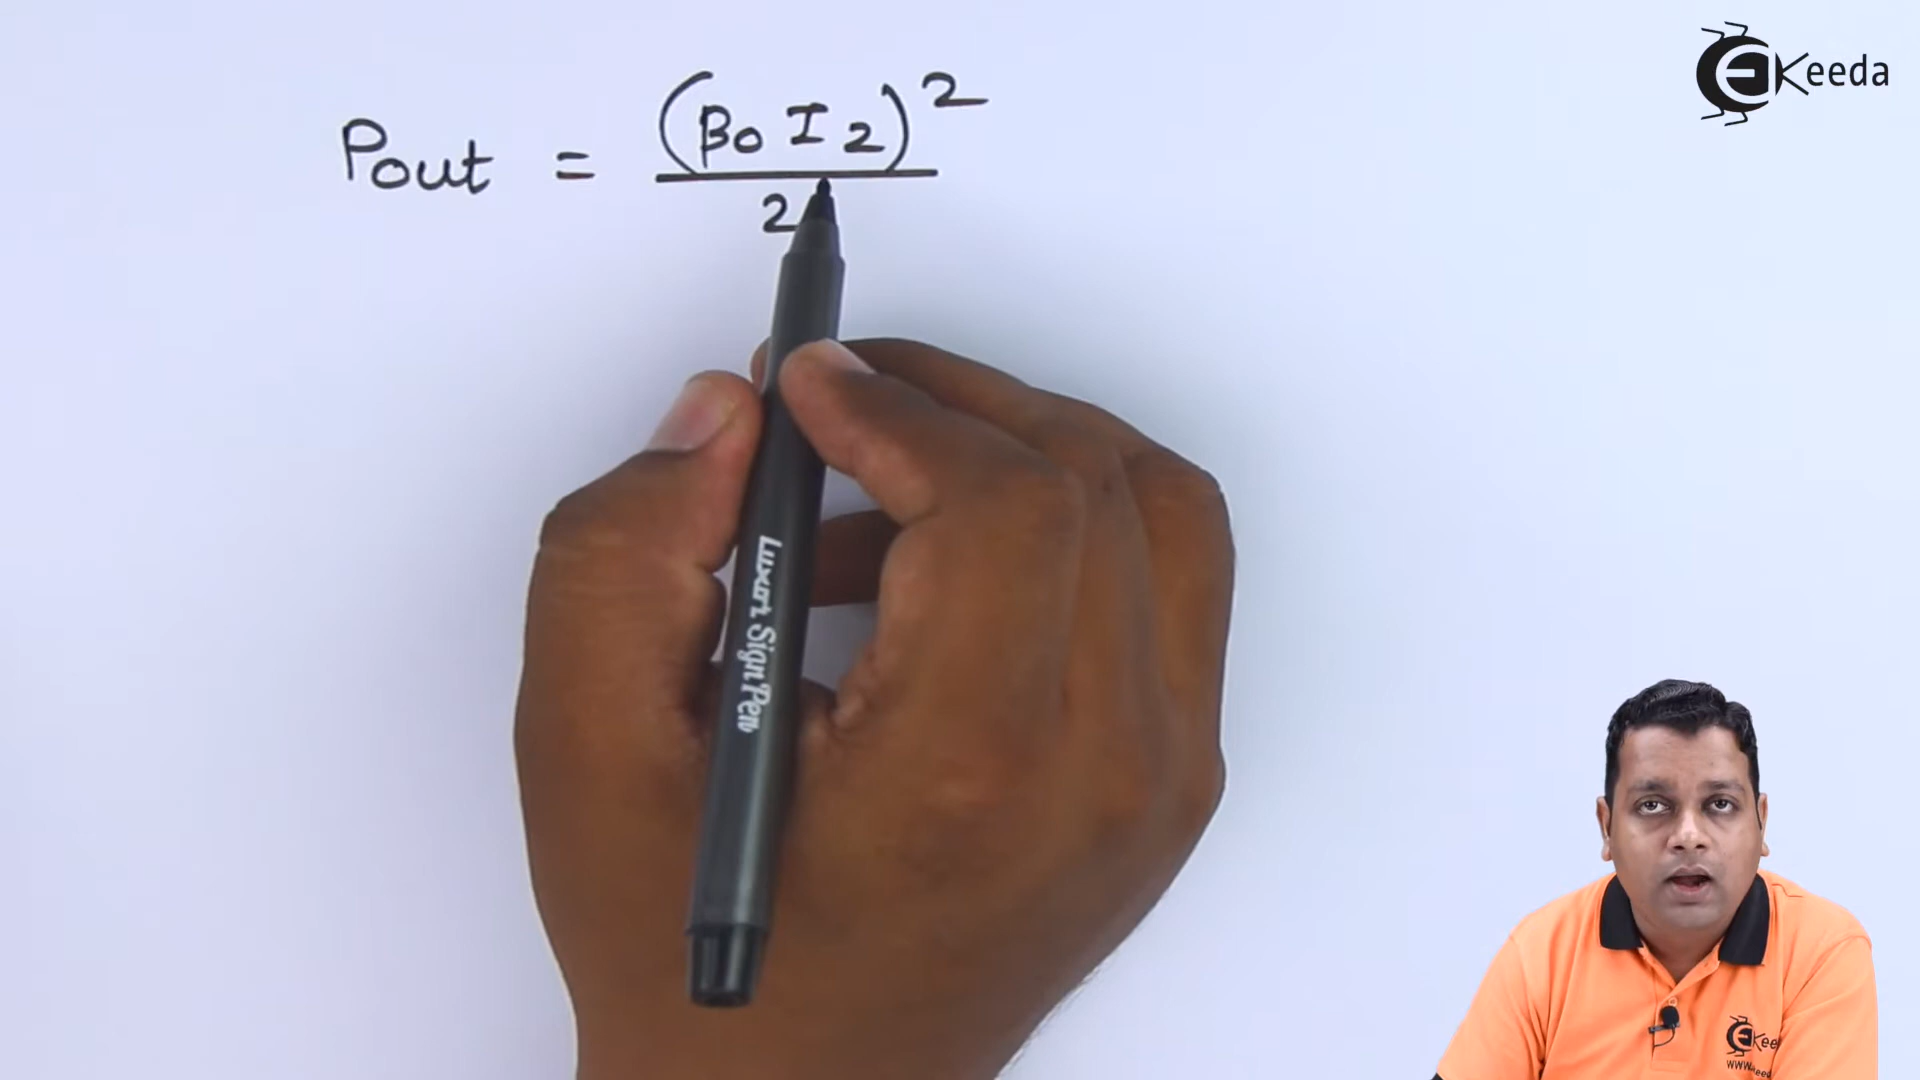 Keeda
Pout = (β0 I2)^2 / 2
Luxor Sign Pen